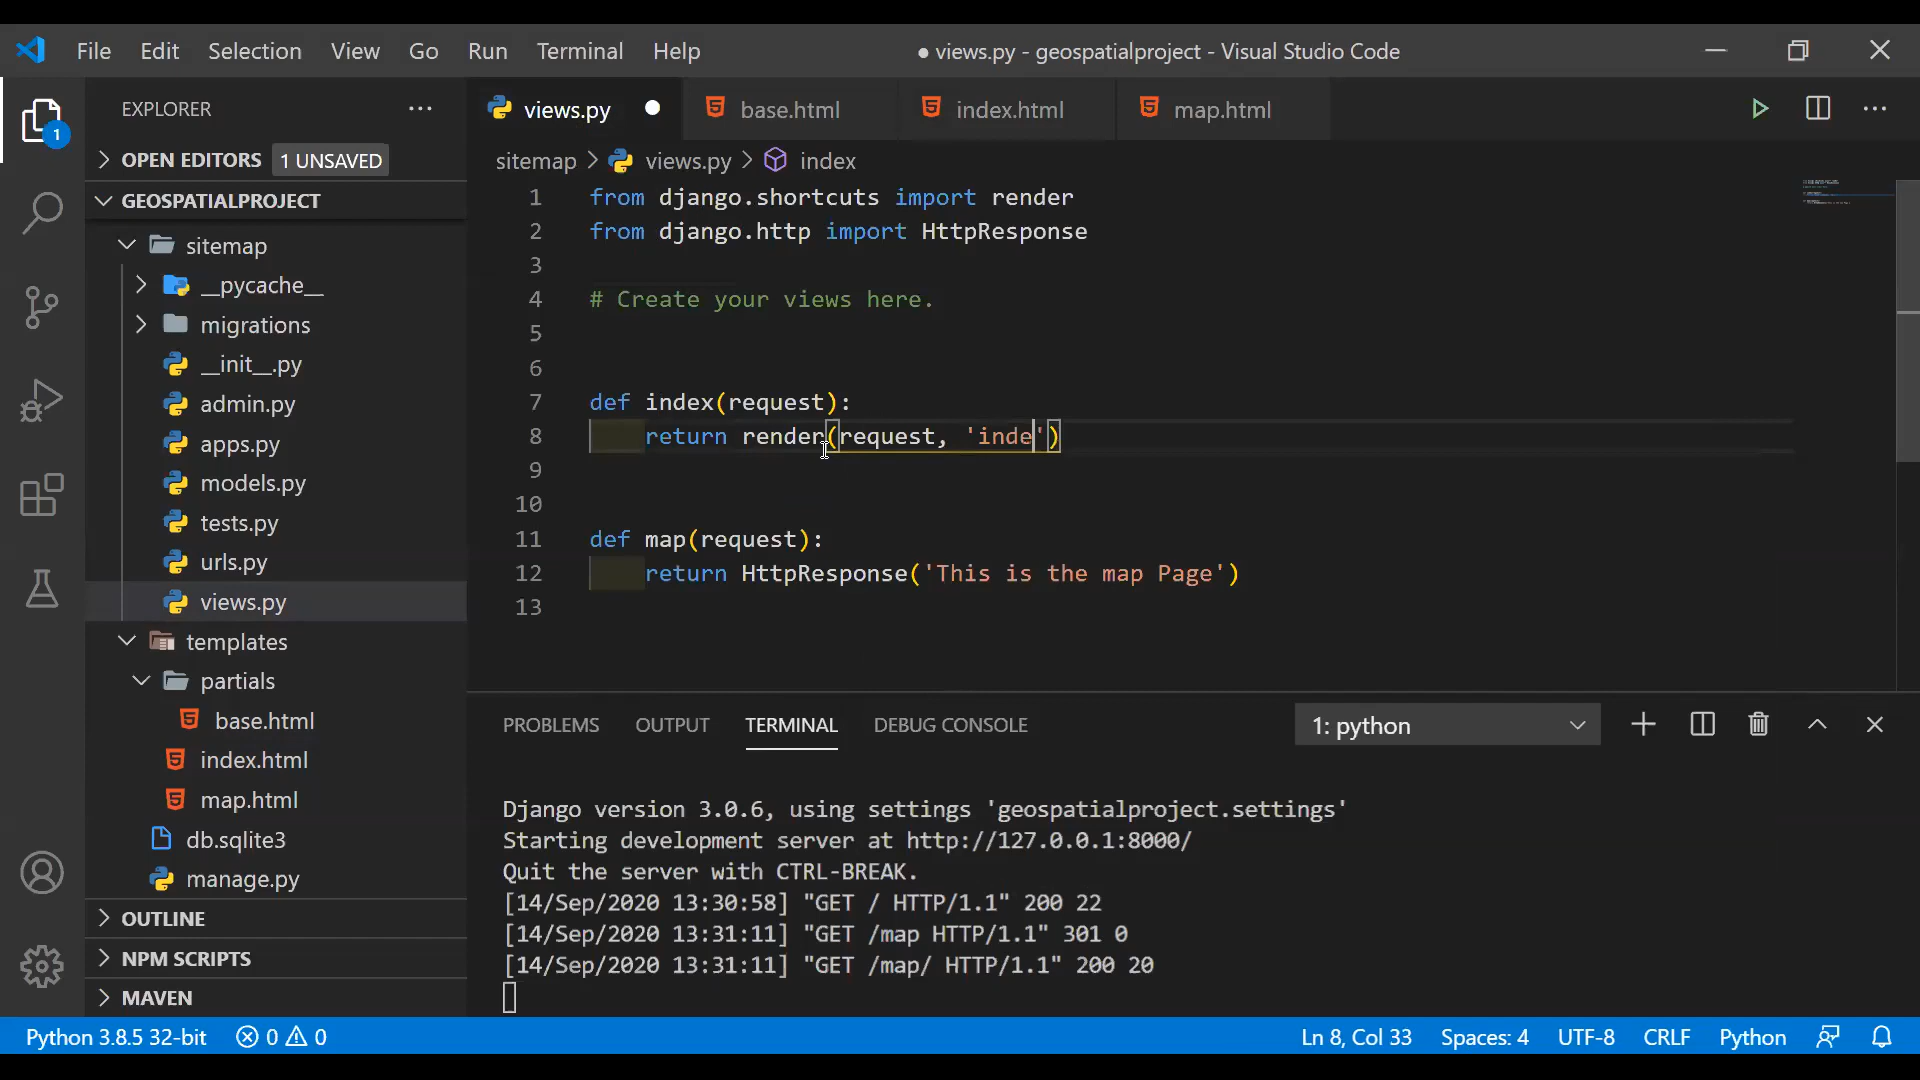 File Edit Selection View Go Run Terminal Help ● views.py - geospatialproject - Visual Studio Code
EXPLORER
views.py base.html index.html map.html
1
OPEN EDITORS 1 UNSAVED
sitemap > views.py > index
GEOSPATIALPROJECT
sitemap
__pycache__
migrations
__init__.py
admin.py
apps.py
models.py
tests.py
urls.py
views.py
templates
partials
base.html
index.html
map.html
db.sqlite3
manage.py
OUTLINE
NPM SCRIPTS
MAVEN
1 from django.shortcuts import render
2 from django.http import HttpResponse
3
4 # Create your views here.
5
6
7 def index(request):
8 return render(request, 'inde')
9
10
11 def map(request):
12 return HttpResponse('This is the map Page')
13
PROBLEMS OUTPUT TERMINAL DEBUG CONSOLE 1: python
Django version 3.0.6, using settings 'geospatialproject.settings'
Starting development server at http://127.0.0.1:8000/
Quit the server with CTRL-BREAK.
[14/Sep/2020 13:30:58] "GET / HTTP/1.1" 200 22
[14/Sep/2020 13:31:11] "GET /map HTTP/1.1" 301 0
[14/Sep/2020 13:31:11] "GET /map/ HTTP/1.1" 200 20
Python 3.8.5 32-bit 0 0 Ln 8, Col 33 Spaces: 4 UTF-8 CRLF Python